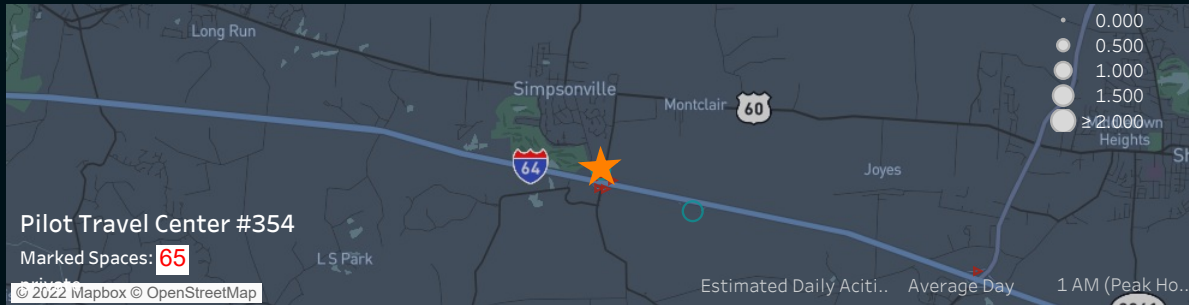 Long Run
0.000
0.500
Simpsonville
1.000
Montclair
60
1.500
≥ 2.000
Heights
64
Joyes
Pilot Travel Center #354
Marked Spaces: 65
L S Park
private
Estimated Daily Aciti.. Average Day 1 AM (Peak Ho..
© 2022 Mapbox © OpenStreetMap